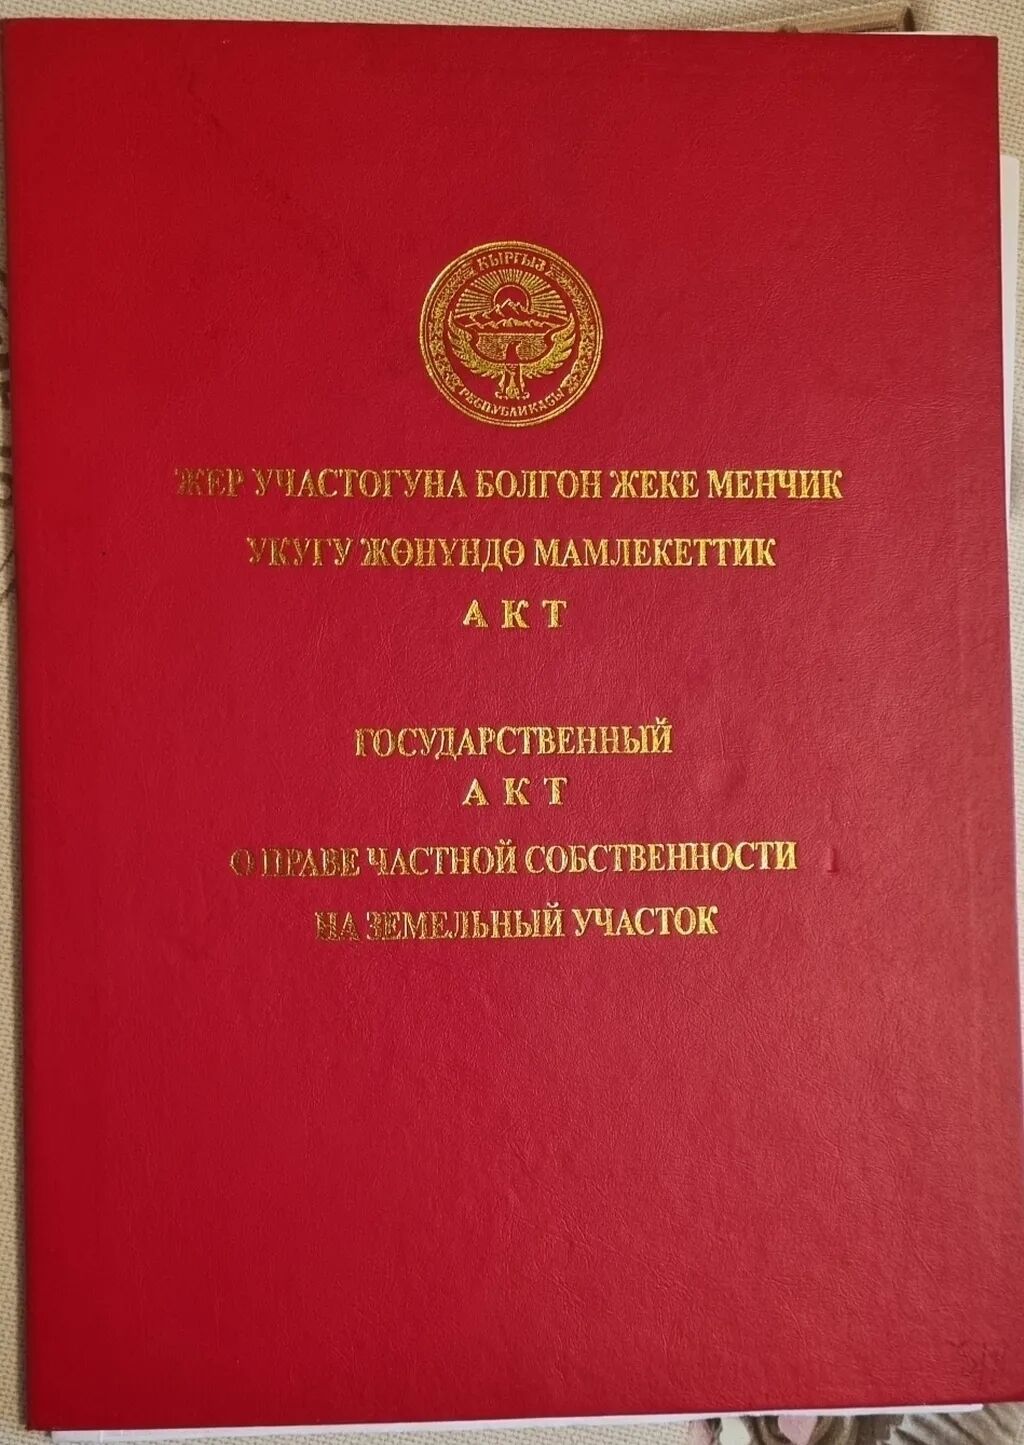 КЫРГЫЗ
РЕСПУБЛИКАСЫ
ЖЕР УЧАСТОГУНА БОЛГОН ЖЕКЕ МЕНЧИК
УКУГУ ЖӨНҮНДӨ МАМЛЕКЕТТИК
АКТ
ГОСУДАРСТВЕННЫЙ
АКТ
О ПРАВЕ ЧАСТНОЙ СОБСТВЕННОСТИ
НА ЗЕМЕЛЬНЫЙ УЧАСТОК